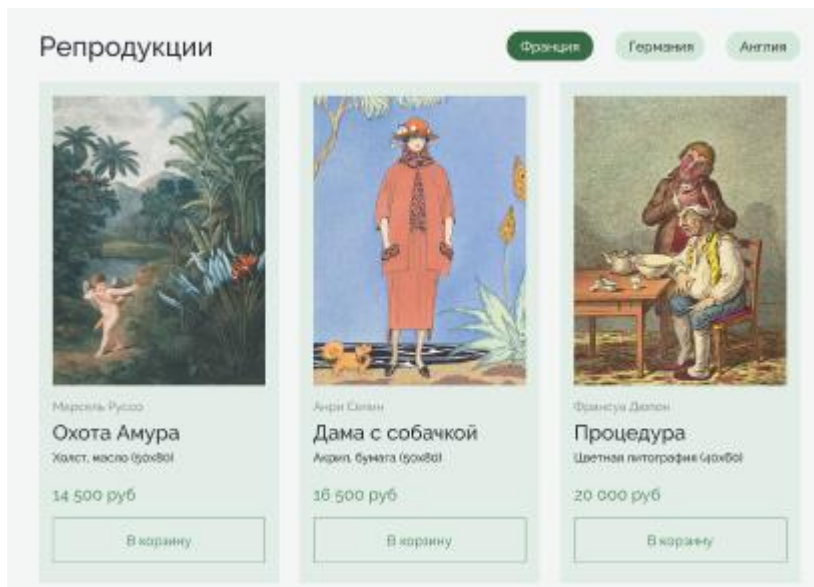 Репродукции
Франция
Германия
Англия
Марсель Руссо
Охота Амура
Холст, масло (50х80)
14 500 руб
В корзину
Анри Селин
Дама с собачкой
Акрил, бумага (50х80)
16 500 руб
В корзину
Франсуа Дюпон
Процедура
Цветная литография (40х60)
20 000 руб
В корзину